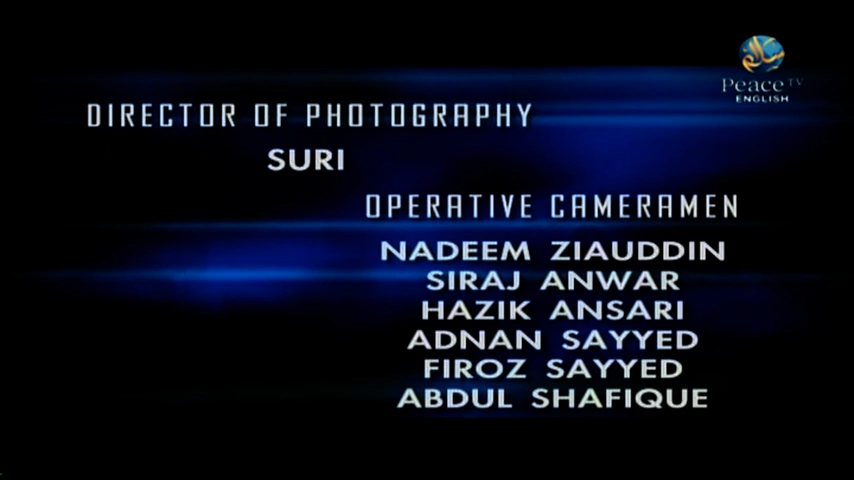 Peace TV
ENGLISH
DIRECTOR OF PHOTOGRAPHY
SURI
OPERATIVE CAMERAMEN
NADEEM ZIAUDDIN
SIRAJ ANWAR
HAZIK ANSARI
ADNAN SAYYED
FIROZ SAYYED
ABDUL SHAFIQUE